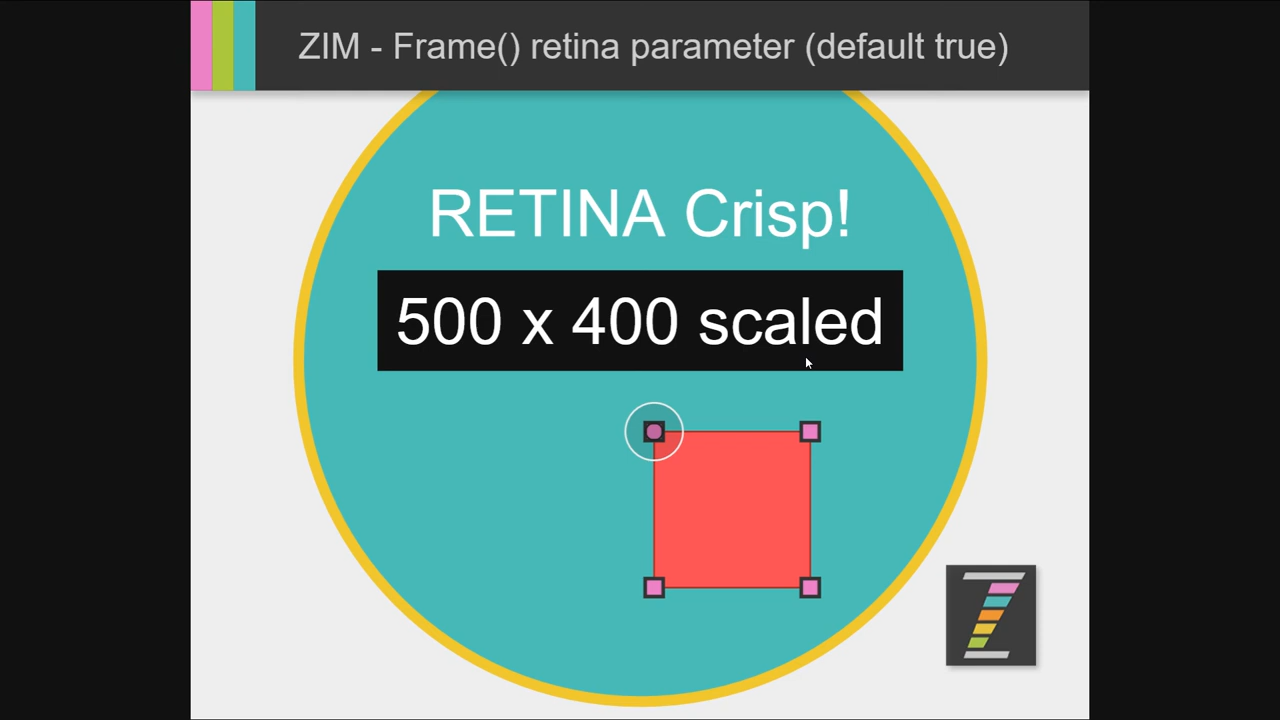 ZIM - Frame() retina parameter (default true)
RETINA Crisp!
500 x 400 scaled